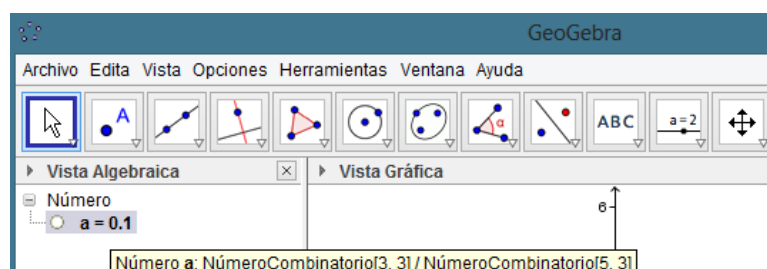 GeoGebra
Archivo Edita Vista Opciones Herramientas Ventana Ayuda
A α ABC a=2
Vista Algebraica Vista Gráfica
Número
a = 0.1
6
Número a: NúmeroCombinatorio[3, 3] / NúmeroCombinatorio[5, 3]